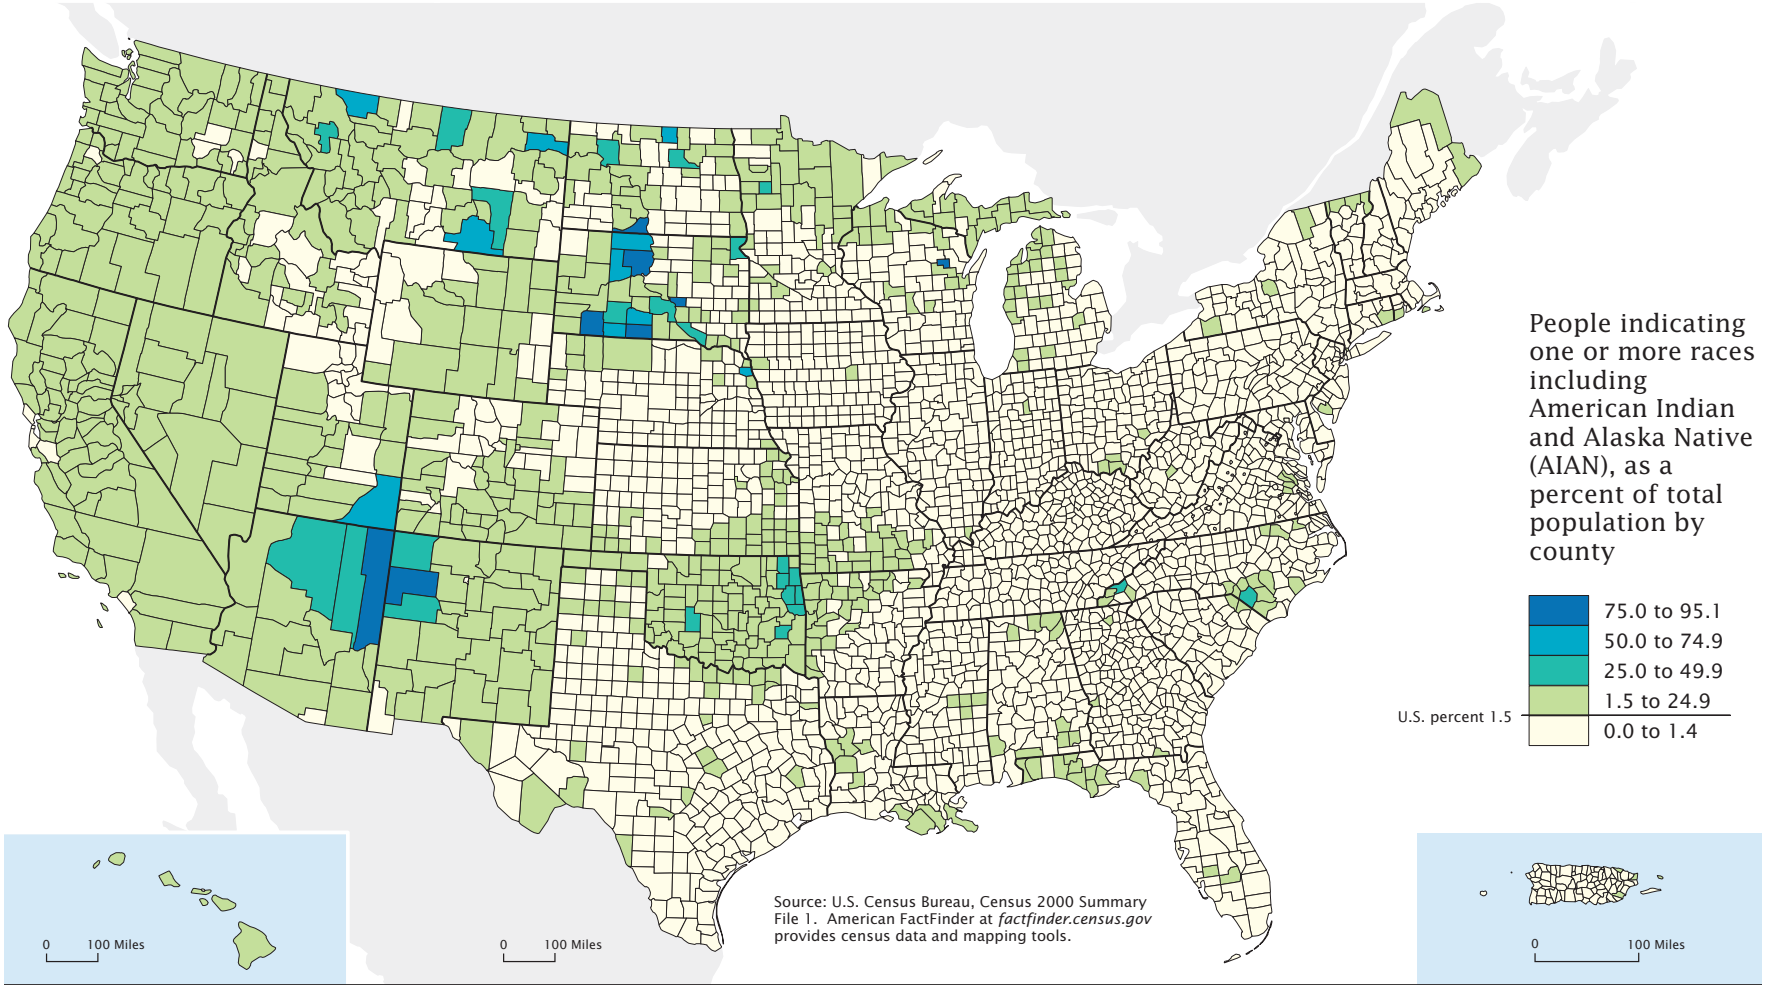 People indicating
one or more races
including
American Indian
and Alaska Native
(AIAN), as a
percent of total
population by
county
75.0 to 95.1
50.0 to 74.9
25.0 to 49.9
1.5 to 24.9
U.S. percent 1.5
0.0 to 1.4
Source: U.S. Census Bureau, Census 2000 Summary
File 1. American FactFinder at factfinder.census.gov
provides census data and mapping tools.
0 100 Miles
0 100 Miles
0 100 Miles